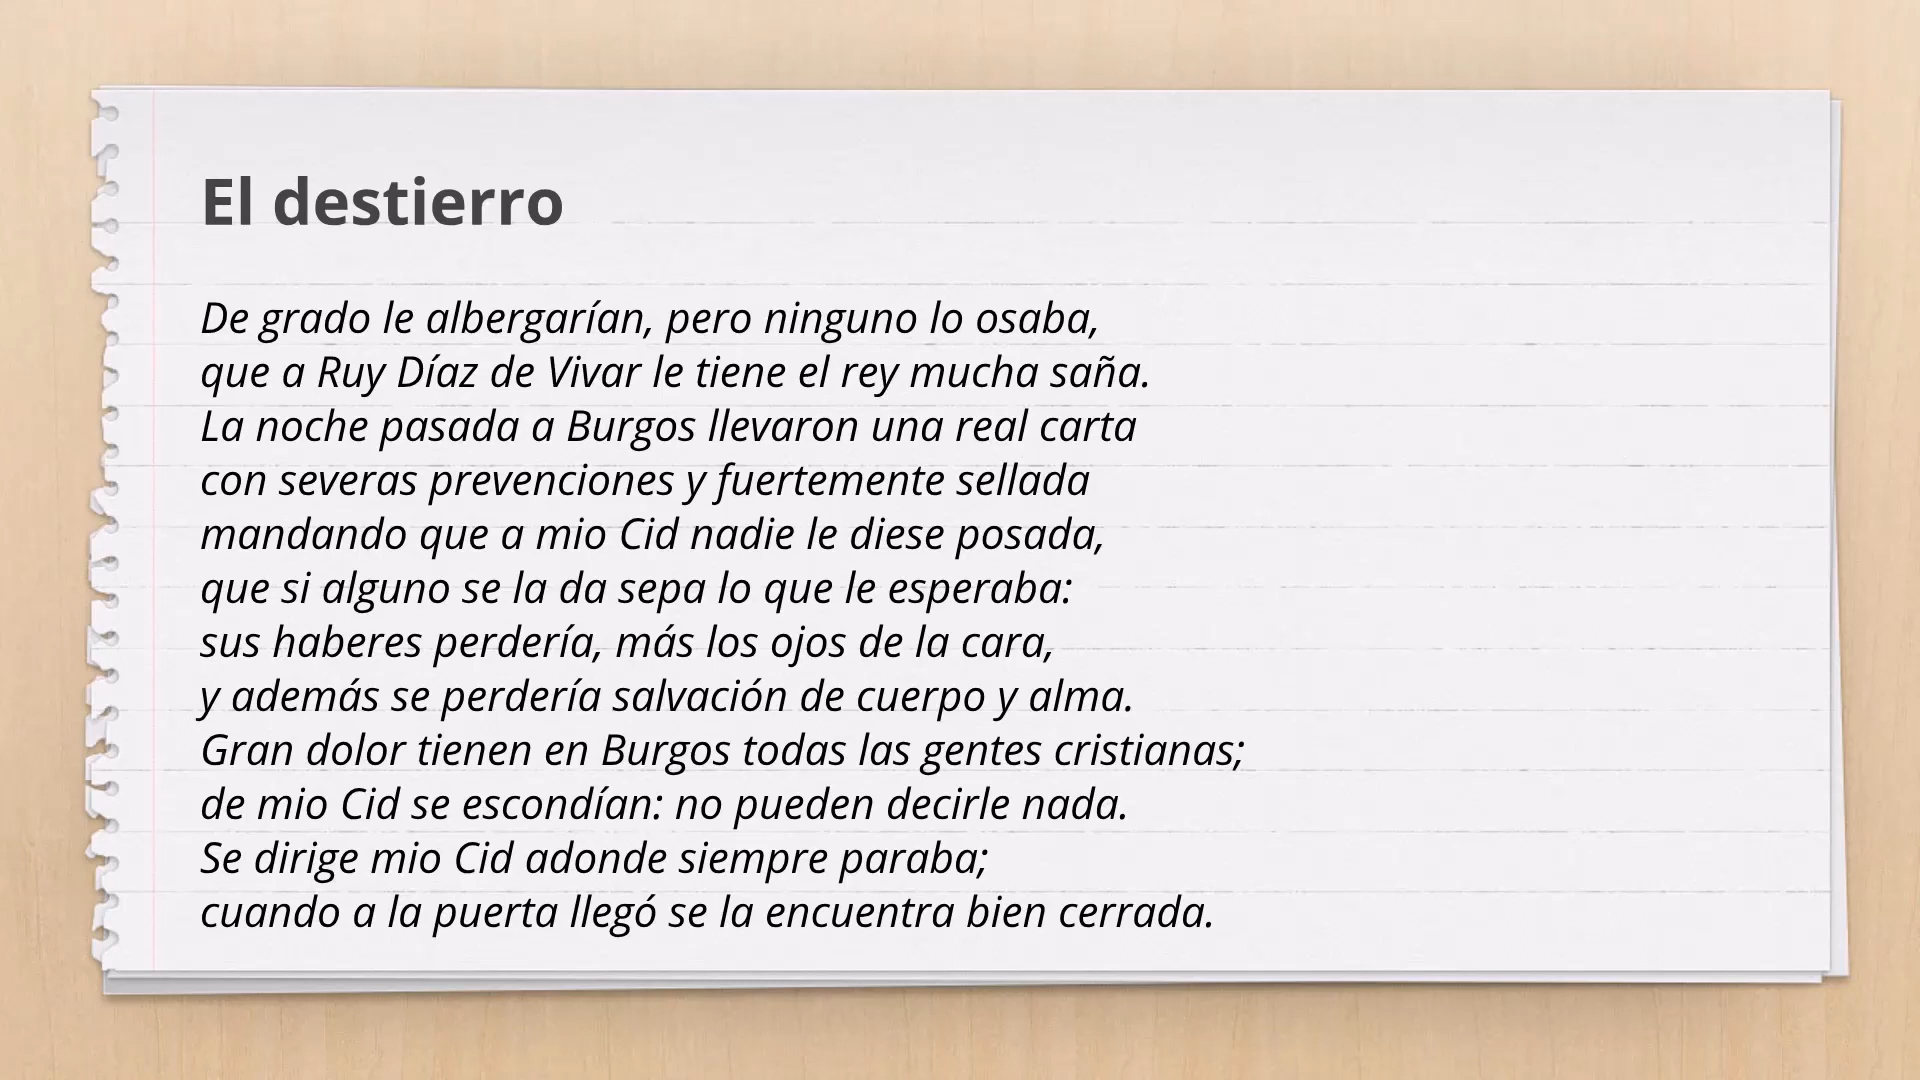 El destierro
De grado le albergarían, pero ninguno lo osaba,
que a Ruy Díaz de Vivar le tiene el rey mucha saña.
La noche pasada a Burgos llevaron una real carta
con severas prevenciones y fuertemente sellada
mandando que a mio Cid nadie le diese posada,
que si alguno se la da sepa lo que le esperaba:
sus haberes perdería, más los ojos de la cara,
y además se perdería salvación de cuerpo y alma.
Gran dolor tienen en Burgos todas las gentes cristianas;
de mio Cid se escondían: no pueden decirle nada.
Se dirige mio Cid adonde siempre paraba;
cuando a la puerta llegó se la encuentra bien cerrada.